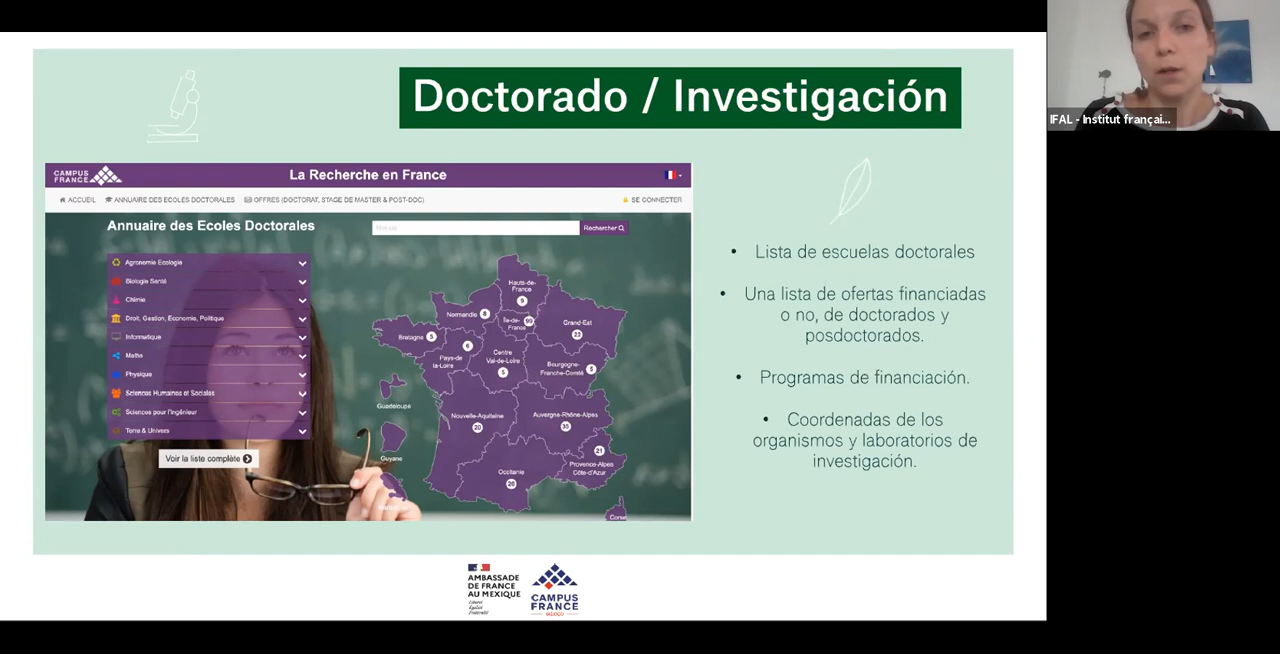 Doctorado / Investigación
IFAL - Institut françai...
CAMPUS
FRANCE
La Recherche en France
ACCUEIL
ANNUAIRE DES ECOLES DOCTORALES
OFFRES (DOCTORAT, STAGE DE MASTER & POST-DOC)
SE CONNECTER
Annuaire des Ecoles Doctorales
Rechercher
Agronomie Ecologie
Biologie Santé
Chimie
Droit, Gestion, Economie, Politique
Informatique
Maths
Physique
Sciences Humaines et Sociales
Sciences pour l'ingénieur
Terre & Univers
Voir la liste complète
Hauts-de-
France
9
Normandie
8
Île-de-
France
Grand-Est
22
Bretagne
5
6
Pays-de
la-Loire
Centre
Val-de-Loire
5
Bourgogne-
Franche-Comté
5
Guadeloupe
Nouvelle-Aquitaine
20
Auvergne-Rhône-Alpes
35
Guyane
21
Provence-Alpes
Côte-d'Azur
Occitanie
26
Martinique
Corse
• Lista de escuelas doctorales
• Una lista de ofertas financiadas
o no, de doctorados y
posdoctorados.
• Programas de financiación.
• Coordenadas de los
organismos y laboratorios de
investigación.
AMBASSADE
DE FRANCE
AU MEXIQUE
Liberté
Égalité
Fraternité
CAMPUS
FRANCE
MEXICO